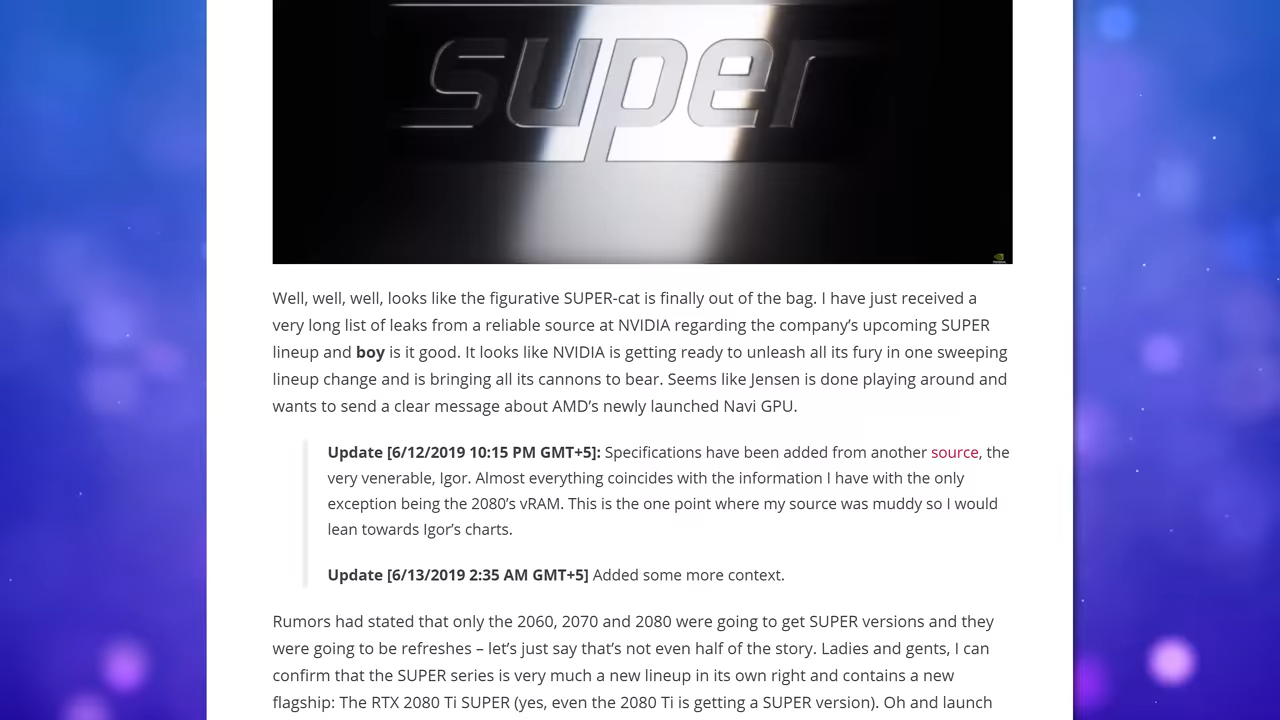 super
Well, well, well, looks like the figurative SUPER-cat is finally out of the bag. I have just received a
very long list of leaks from a reliable source at NVIDIA regarding the company’s upcoming SUPER
lineup and boy is it good. It looks like NVIDIA is getting ready to unleash all its fury in one sweeping
lineup change and is bringing all its cannons to bear. Seems like Jensen is done playing around and
wants to send a clear message about AMD’s newly launched Navi GPU.
Update [6/12/2019 10:15 PM GMT+5]: Specifications have been added from another source, the
very venerable, Igor. Almost everything coincides with the information I have with the only
exception being the 2080’s vRAM. This is the one point where my source was muddy so I would
lean towards Igor’s charts.
Update [6/13/2019 2:35 AM GMT+5] Added some more context.
Rumors had stated that only the 2060, 2070 and 2080 were going to get SUPER versions and they
were going to be refreshes – let’s just say that’s not even half of the story. Ladies and gents, I can
confirm that the SUPER series is very much a new lineup in its own right and contains a new
flagship: The RTX 2080 Ti SUPER (yes, even the 2080 Ti is getting a SUPER version). Oh and launch